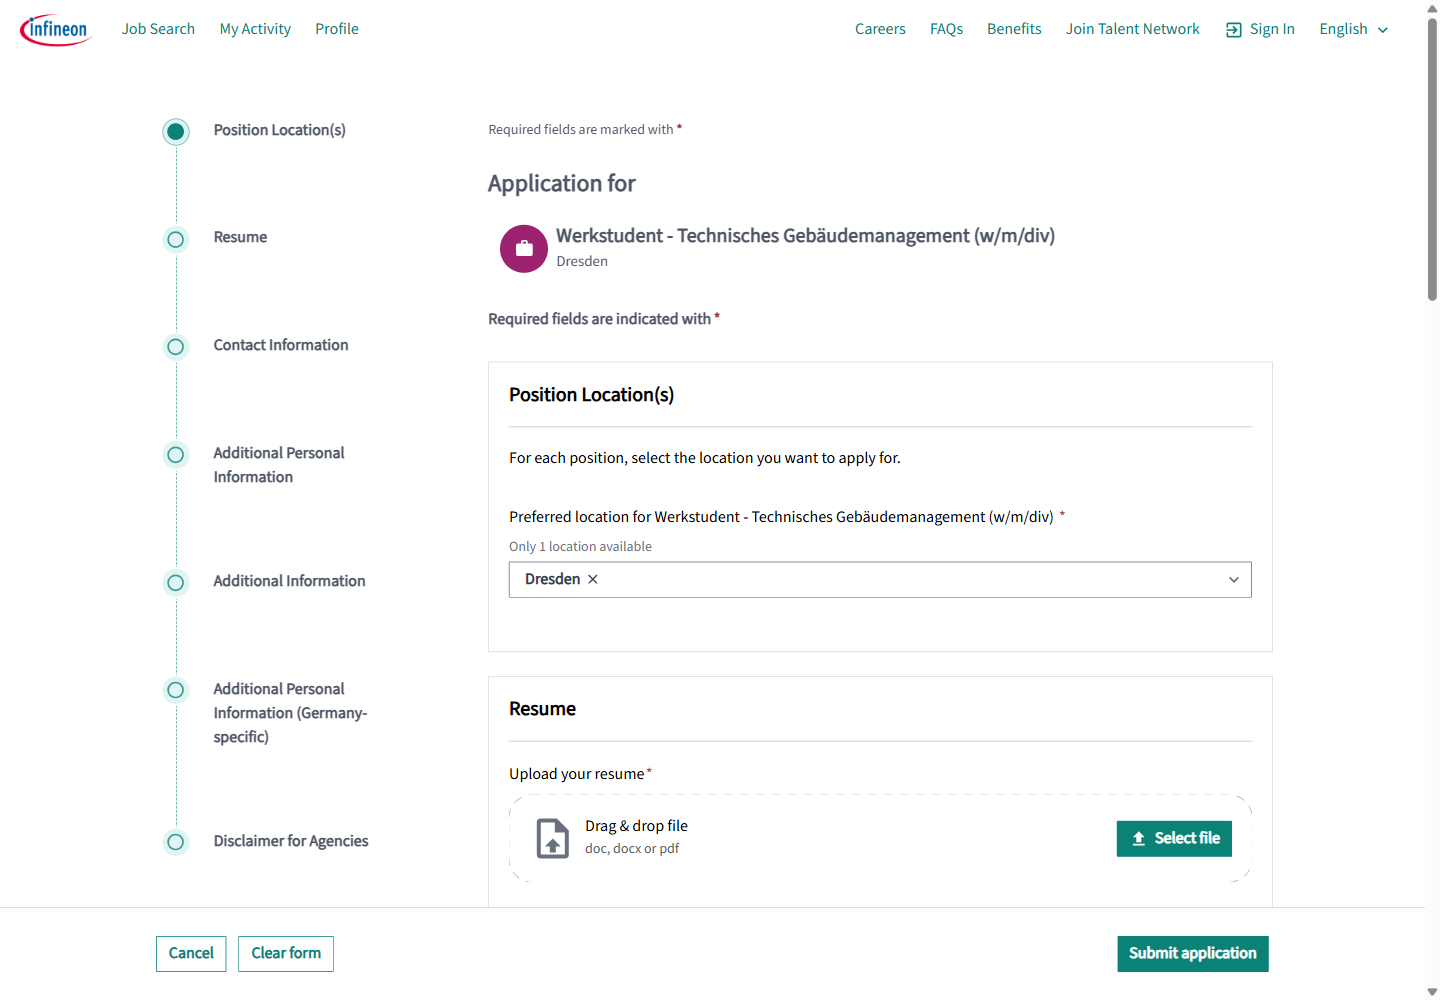 infineon
Job Search
My Activity
Profile
Careers
FAQs
Benefits
Join Talent Network
Sign In
English
Position Location(s)
Resume
Contact Information
Additional Personal
Information
Additional Information
Additional Personal
Information (Germany-
specific)
Disclaimer for Agencies
Required fields are marked with *
Application for
Werkstudent - Technisches Gebäudemanagement (w/m/div)
Dresden
Required fields are indicated with *
Position Location(s)
For each position, select the location you want to apply for.
Preferred location for Werkstudent - Technisches Gebäudemanagement (w/m/div) *
Only 1 location available
Dresden
Resume
Upload your resume *
Drag & drop file
doc, docx or pdf
Select file
Cancel
Clear form
Submit application